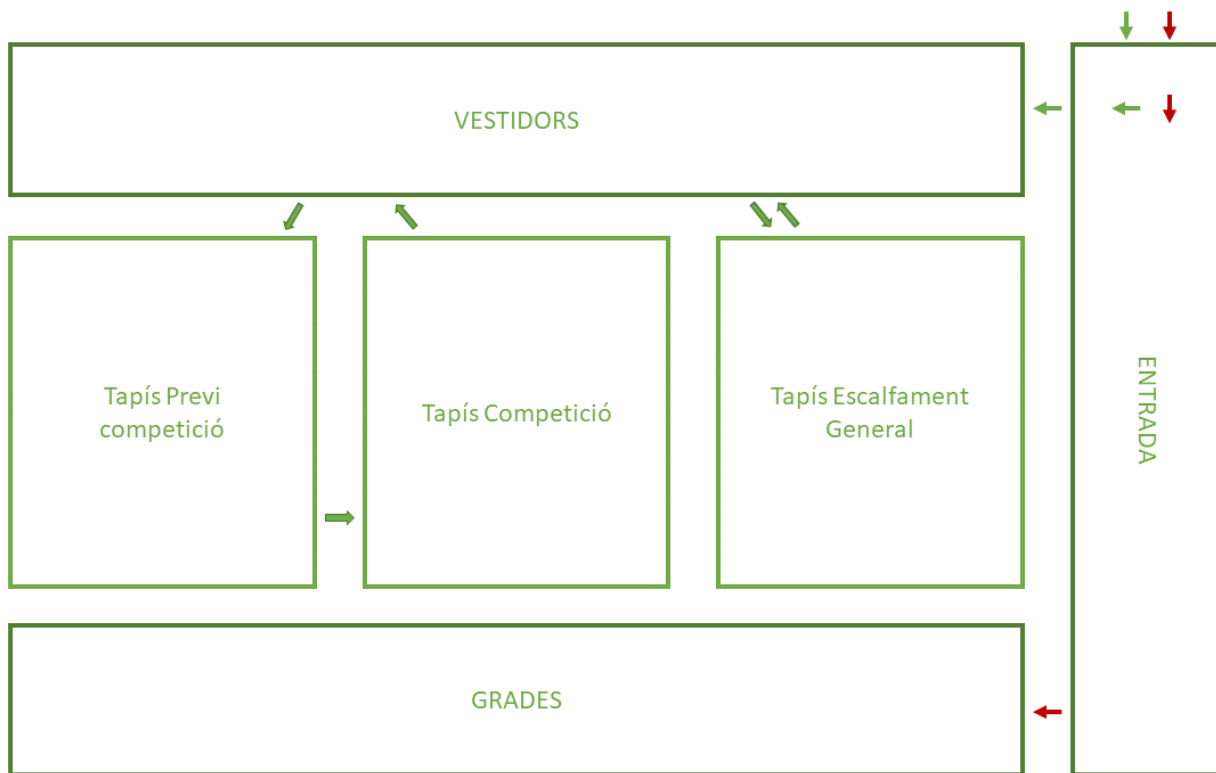 VESTIDORS
Tapís Previ
competició
Tapís Competició
Tapís Escalfament
General
ENTRADA
GRADES